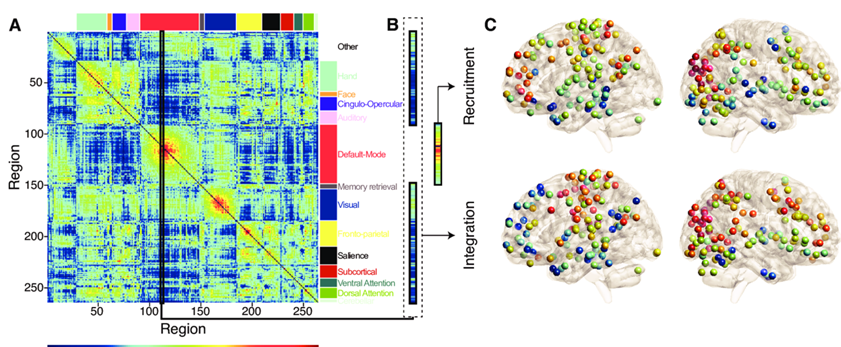 A
B
C
Other
Hand
Face
Cingulo-Opercular
Auditory
Default-Mode
Memory retrieval
Visual
Fronto-parietal
Salience
Subcortical
Ventral Attention
Dorsal Attention
Region
50
100
150
200
250
50
100
150
200
250
Region
Recruitment
Integration